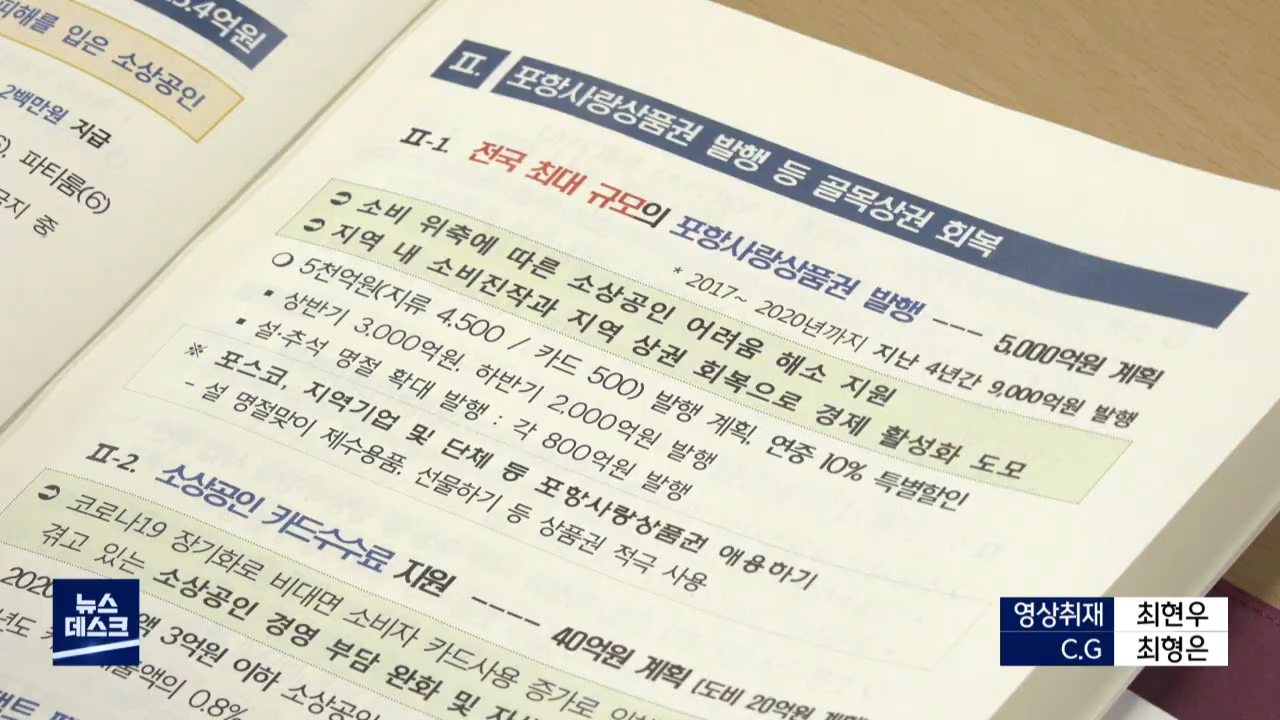 5.4억원
피해를 입은 소상공인
2백만원 지급
파티룸(6)
중
Ⅱ. 포항사랑상품권 발행 등 골목상권 회복
Ⅱ-1. 전국 최대 규모의 포항사랑상품권 발행 --- 5,000억원 계획
* 2017~ 2020년까지 지난 4년간 9,000억원 발행
➲ 소비 위축에 따른 소상공인 어려움 해소 지원
➲ 지역 내 소비진작과 지역 상권 회복으로 경제 활성화 도모
○ 5천억원(지류 4,500 / 카드 500) 발행 계획, 연중 10% 특별할인
▪ 상반기 3,000억원, 하반기 2,000억원 발행
▪ 설·추석 명절 확대 발행 : 각 800억원 발행
※ 포스코, 지역기업 및 단체 등 포항사랑상품권 애용하기
- 설 명절맞이 제수용품, 선물하기 등 상품권 적극 사용
Ⅱ-2. 소상공인 카드수수료 지원 ---- 40억원 계획 (도비 20억원
➲ 코로나19 장기화로 비대면 소비자 카드사용 증가로
겪고 있는 소상공인 경영 부담 완화 및
2020 3억원 이하 소상공인
0.8%
뉴스
데스크
영상취재 최현우
C.G 최형은